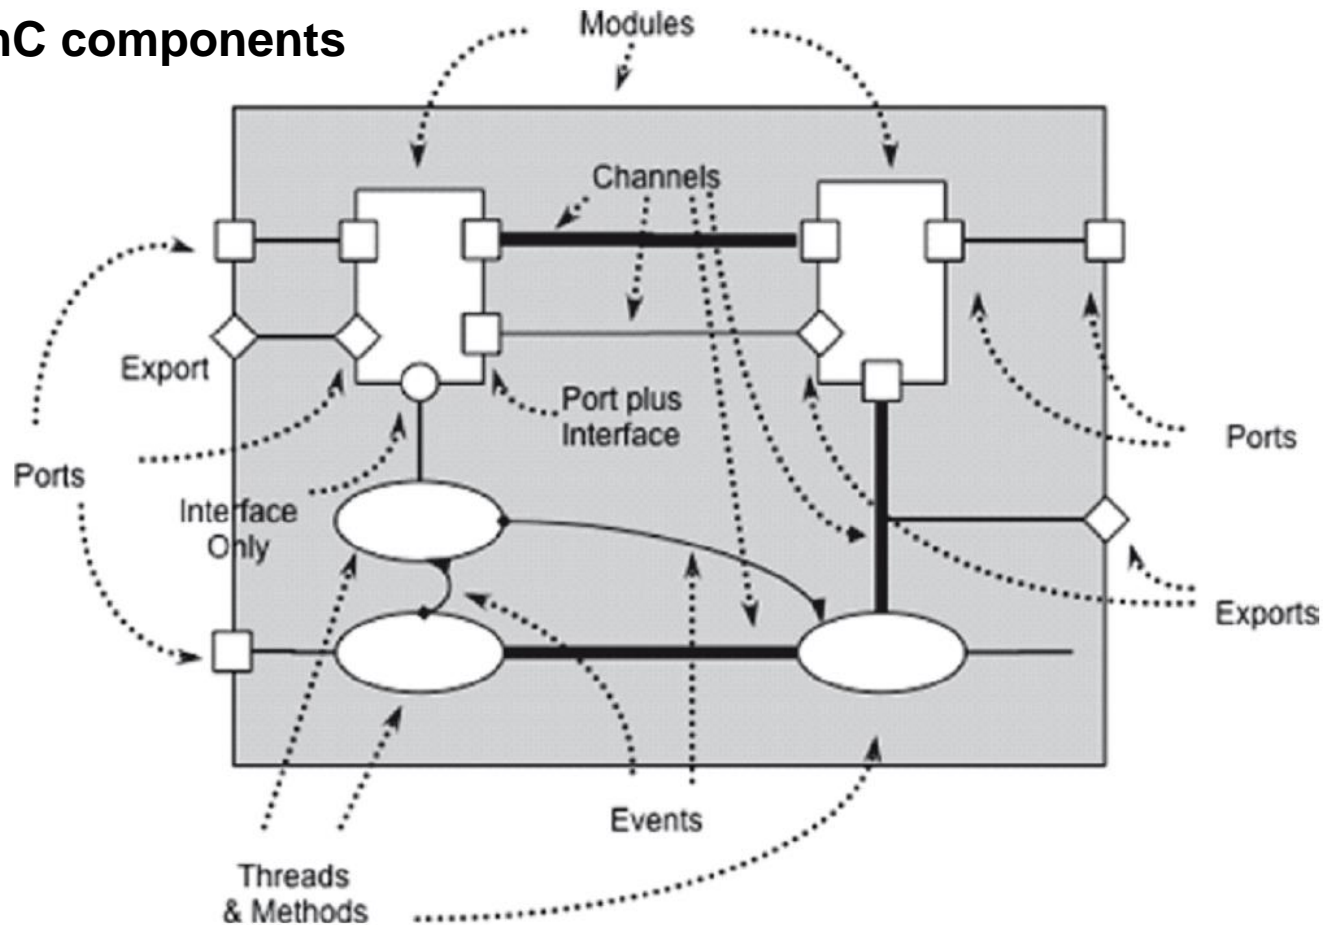 nC components
Modules
Channels
Export
Port plus
Interface
Ports
Ports
Interface
Only
Exports
Events
Threads
& Methods